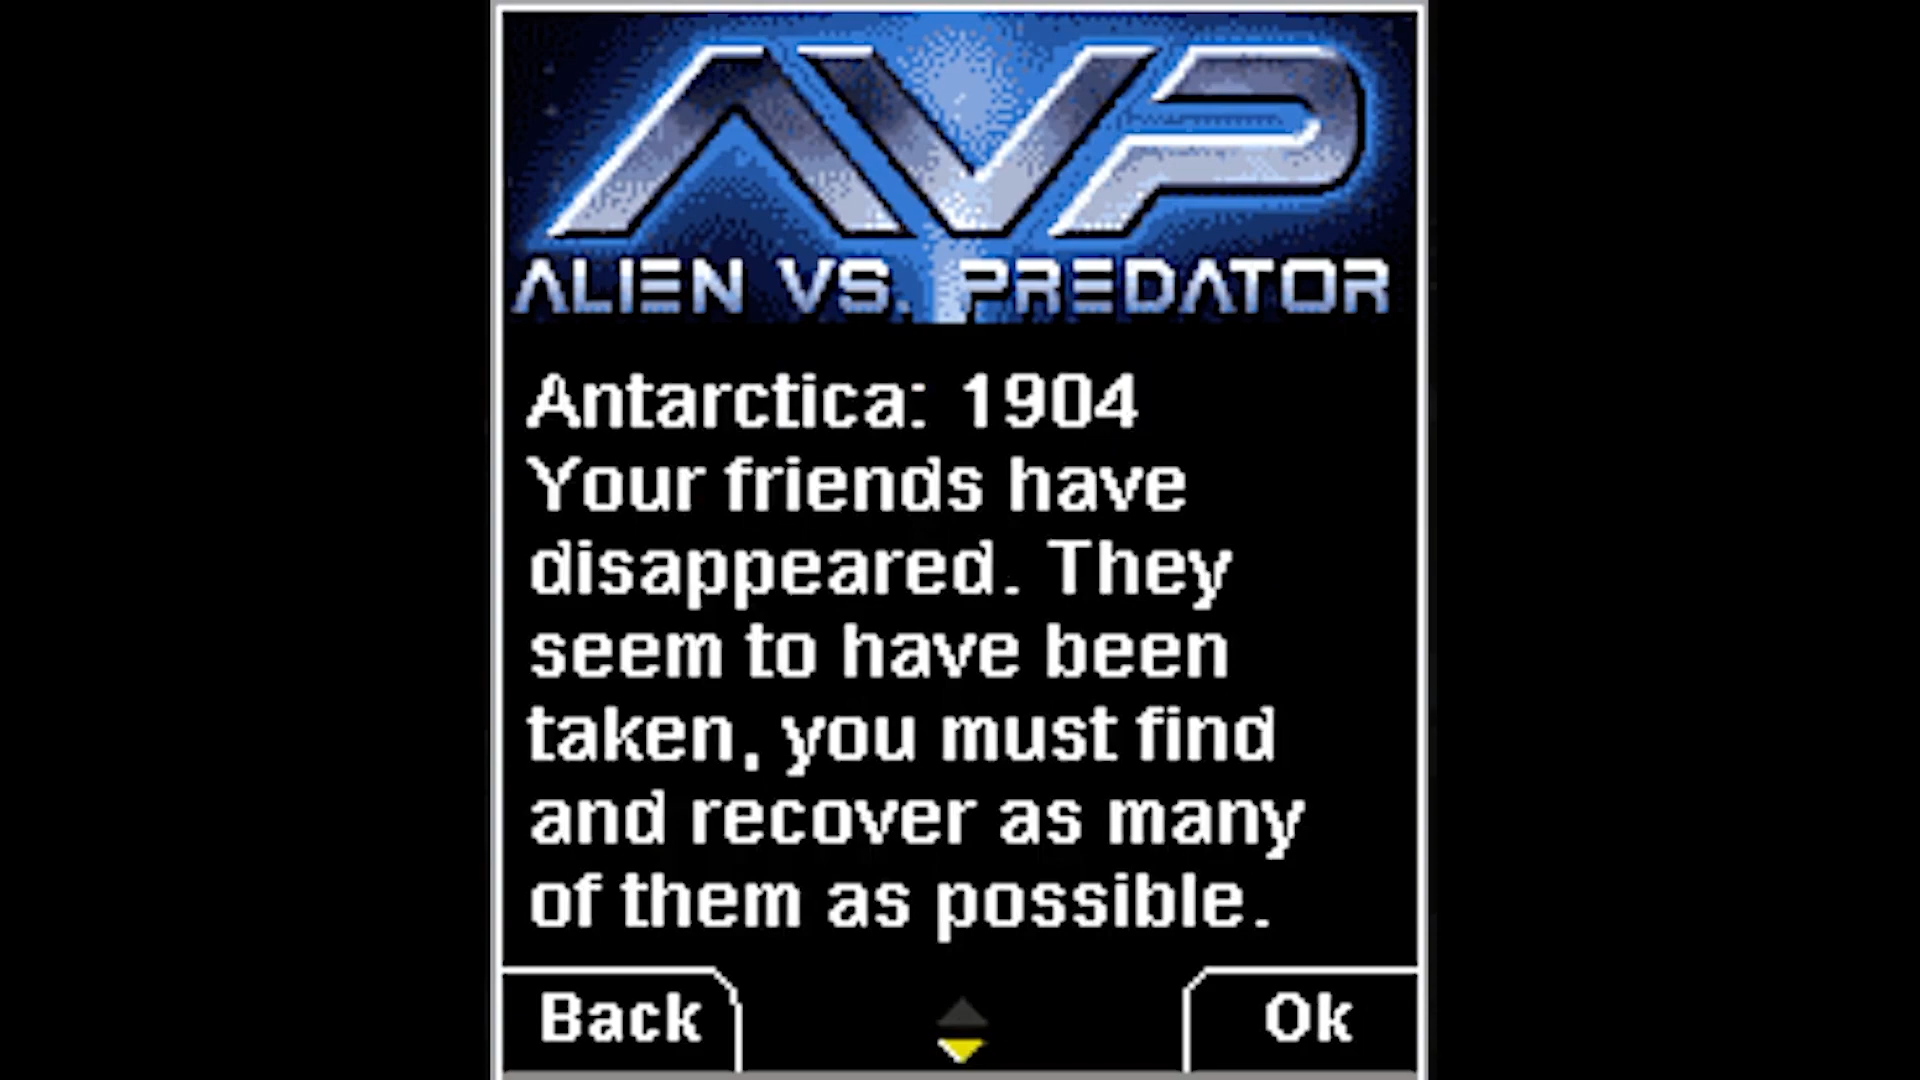 AVP
ALIEN VS. PREDATOR
Antarctica: 1904
Your friends have
disappeared. They
seem to have been
taken, you must find
and recover as many
of them as possible.
Back
Ok